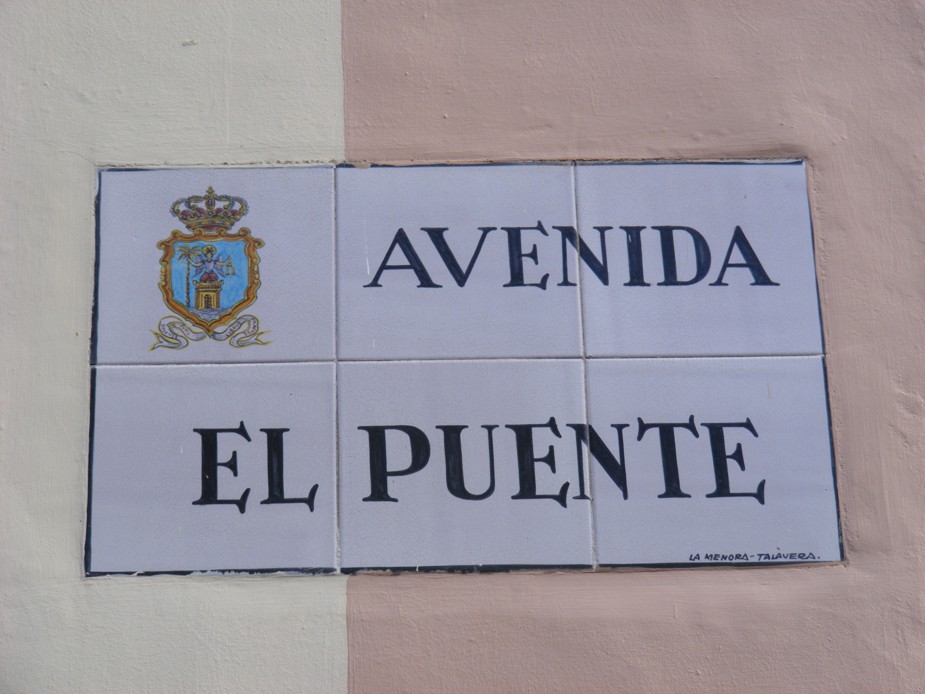 AVENIDA
EL PUENTE
LA MENORA-TALAVERA.